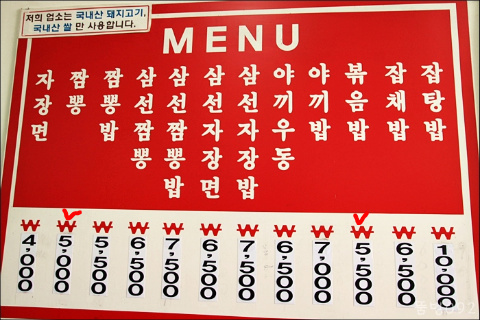 저희 업소는 국내산 돼지고기,
국내산 쌀 만 사용합니다.
MENU
자장면
짬뽕
짬뽕밥
삼선짬뽕
삼선짬뽕밥
삼선자장면
삼선자장밥
야끼우동
야끼밥
볶음밥
잡채밥
잡탕밥
₩4,000
₩5,000
₩5,500
₩6,500
₩7,500
₩6,500
₩7,500
₩6,500
₩7,000
₩5,500
₩6,500
₩10,000